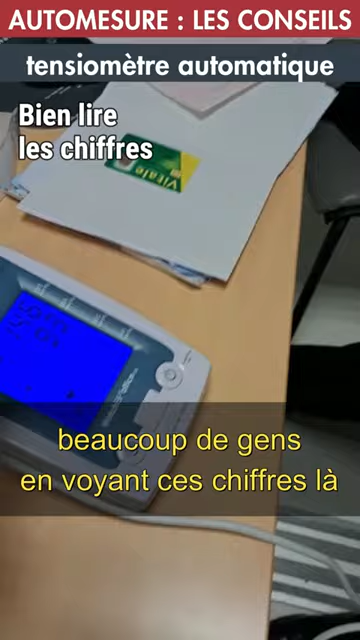 AUTOMESURE : LES CONSEILS
tensiomètre automatique
Bien lire
les chiffres
Vitale
beaucoup de gens
en voyant ces chiffres là